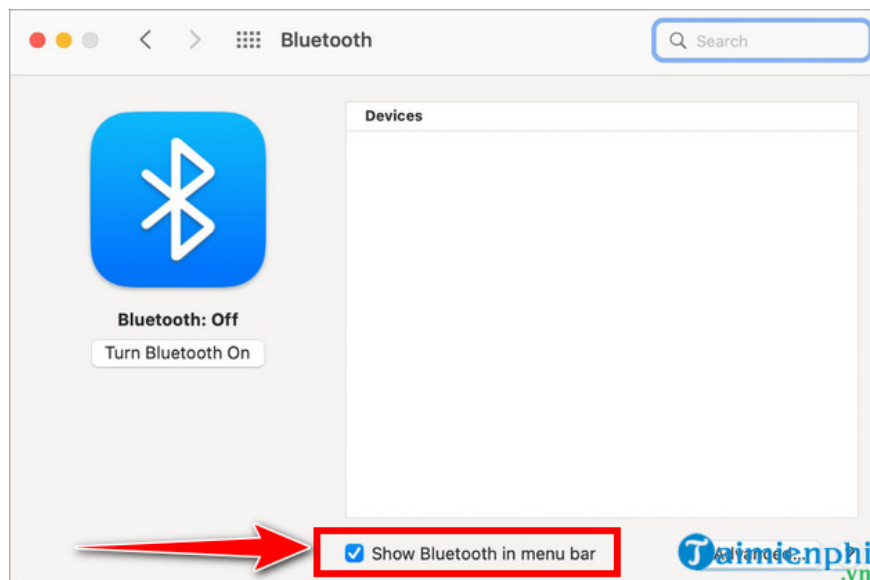 Bluetooth
Search
Devices
Bluetooth: Off
Turn Bluetooth On
Show Bluetooth in menu bar
Advanced... ?
Taimienphi
.vn